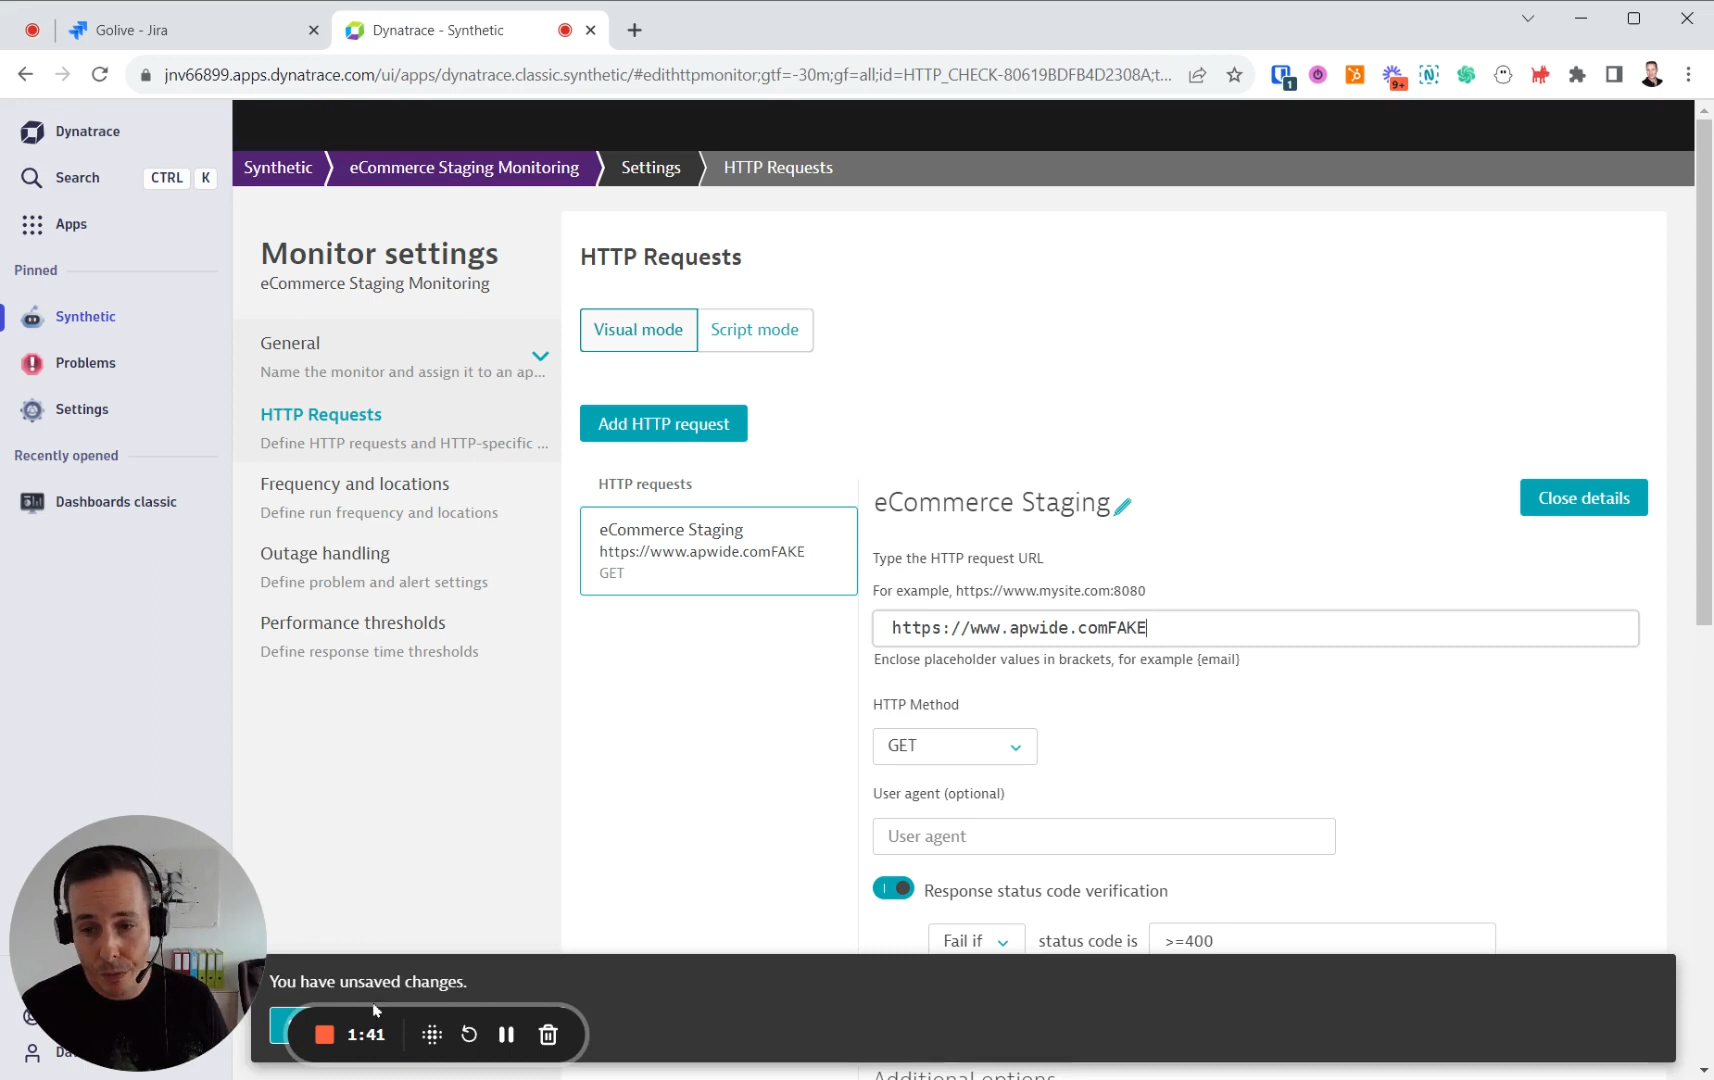 Golive - Jira
Dynatrace - Synthetic
jnv66899.apps.dynatrace.com/ui/apps/dynatrace.classic.synthetic/#edithttpmonitor;gtf=-30m;gf=all;id=HTTP_CHECK-80619BDFB4D2308A;t...
1
9+
N
Dynatrace
Search
CTRL
K
Apps
Pinned
Synthetic
Problems
Settings
Recently opened
Dashboards classic
Synthetic
eCommerce Staging Monitoring
Settings
HTTP Requests
Monitor settings
eCommerce Staging Monitoring
General
Name the monitor and assign it to an ap...
HTTP Requests
Define HTTP requests and HTTP-specific ...
Frequency and locations
Define run frequency and locations
Outage handling
Define problem and alert settings
Performance thresholds
Define response time thresholds
HTTP Requests
Visual mode
Script mode
Add HTTP request
HTTP requests
eCommerce Staging
https://www.apwide.comFAKE
GET
eCommerce Staging
Close details
Type the HTTP request URL
For example, https://www.mysite.com:8080
https://www.apwide.comFAKE
Enclose placeholder values in brackets, for example {email}
HTTP Method
GET
User agent (optional)
User agent
Response status code verification
Fail if
status code is
>=400
You have unsaved changes.
1:41
Additional options